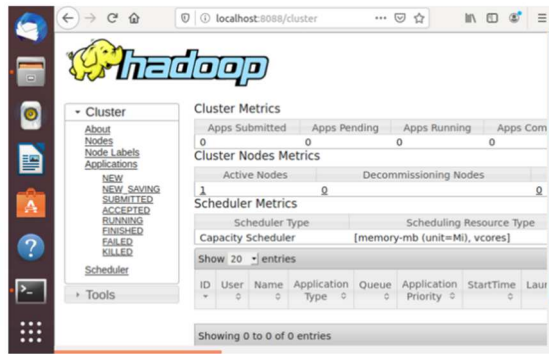 localhost:8088/cluster
hadoop
Cluster
About
Nodes
Node Labels
Applications
NEW
NEW_SAVING
SUBMITTED
ACCEPTED
RUNNING
FINISHED
FAILED
KILLED
Scheduler
Tools
Cluster Metrics
Apps Submitted Apps Pending Apps Running Apps Com
0 0 0 0
Cluster Nodes Metrics
Active Nodes Decommissioning Nodes
1 0 0
Scheduler Metrics
Scheduler Type Scheduling Resource Type
Capacity Scheduler [memory-mb (unit=Mi), vcores]
Show 20 entries
ID User Name Application Type Queue Application Priority StartTime Laun
Showing 0 to 0 of 0 entries